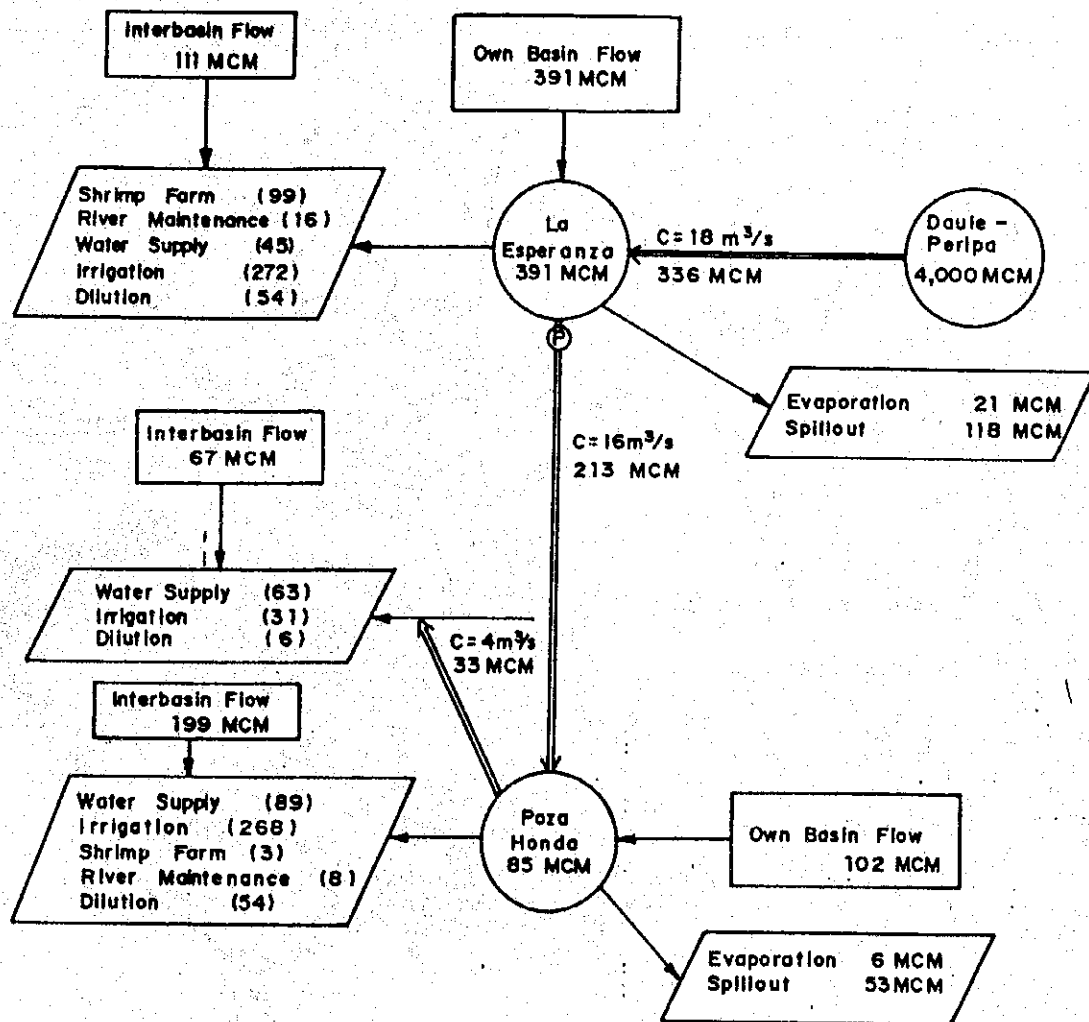 Interbasin Flow
111 MCM
Own Basin Flow
391 MCM
Shrimp Farm (99)
River Maintenance (16)
Water Supply (45)
Irrigation (272)
Dilution (54)
La
Esperanza
391 MCM
C=18 m³/s
336 MCM
Daule -
Peripa
4,000 MCM
P
Evaporation 21 MCM
Spillout 118 MCM
C=16m³/s
213 MCM
Interbasin Flow
67 MCM
Water Supply (63)
Irrigation (31)
Dilution (6)
C=4m³/s
33 MCM
Interbasin Flow
199 MCM
Water Supply (89)
Irrigation (268)
Shrimp Farm (3)
River Maintenance (8)
Dilution (54)
Poza
Honda
85 MCM
Own Basin Flow
102 MCM
Evaporation 6 MCM
Spillout 53MCM